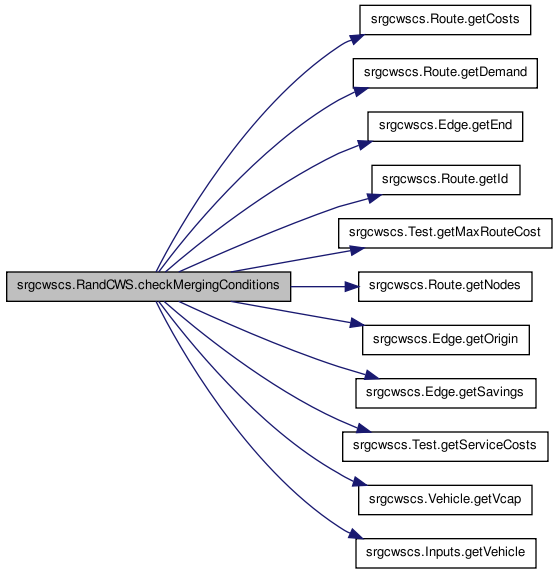 srgcwscs.Route.getCosts
srgcwscs.Route.getDemand
srgcwscs.Edge.getEnd
srgcwscs.Route.getId
srgcwscs.Test.getMaxRouteCost
srgcwscs.RandCWS.checkMergingConditions
srgcwscs.Route.getNodes
srgcwscs.Edge.getOrigin
srgcwscs.Edge.getSavings
srgcwscs.Test.getServiceCosts
srgcwscs.Vehicle.getVcap
srgcwscs.Inputs.getVehicle